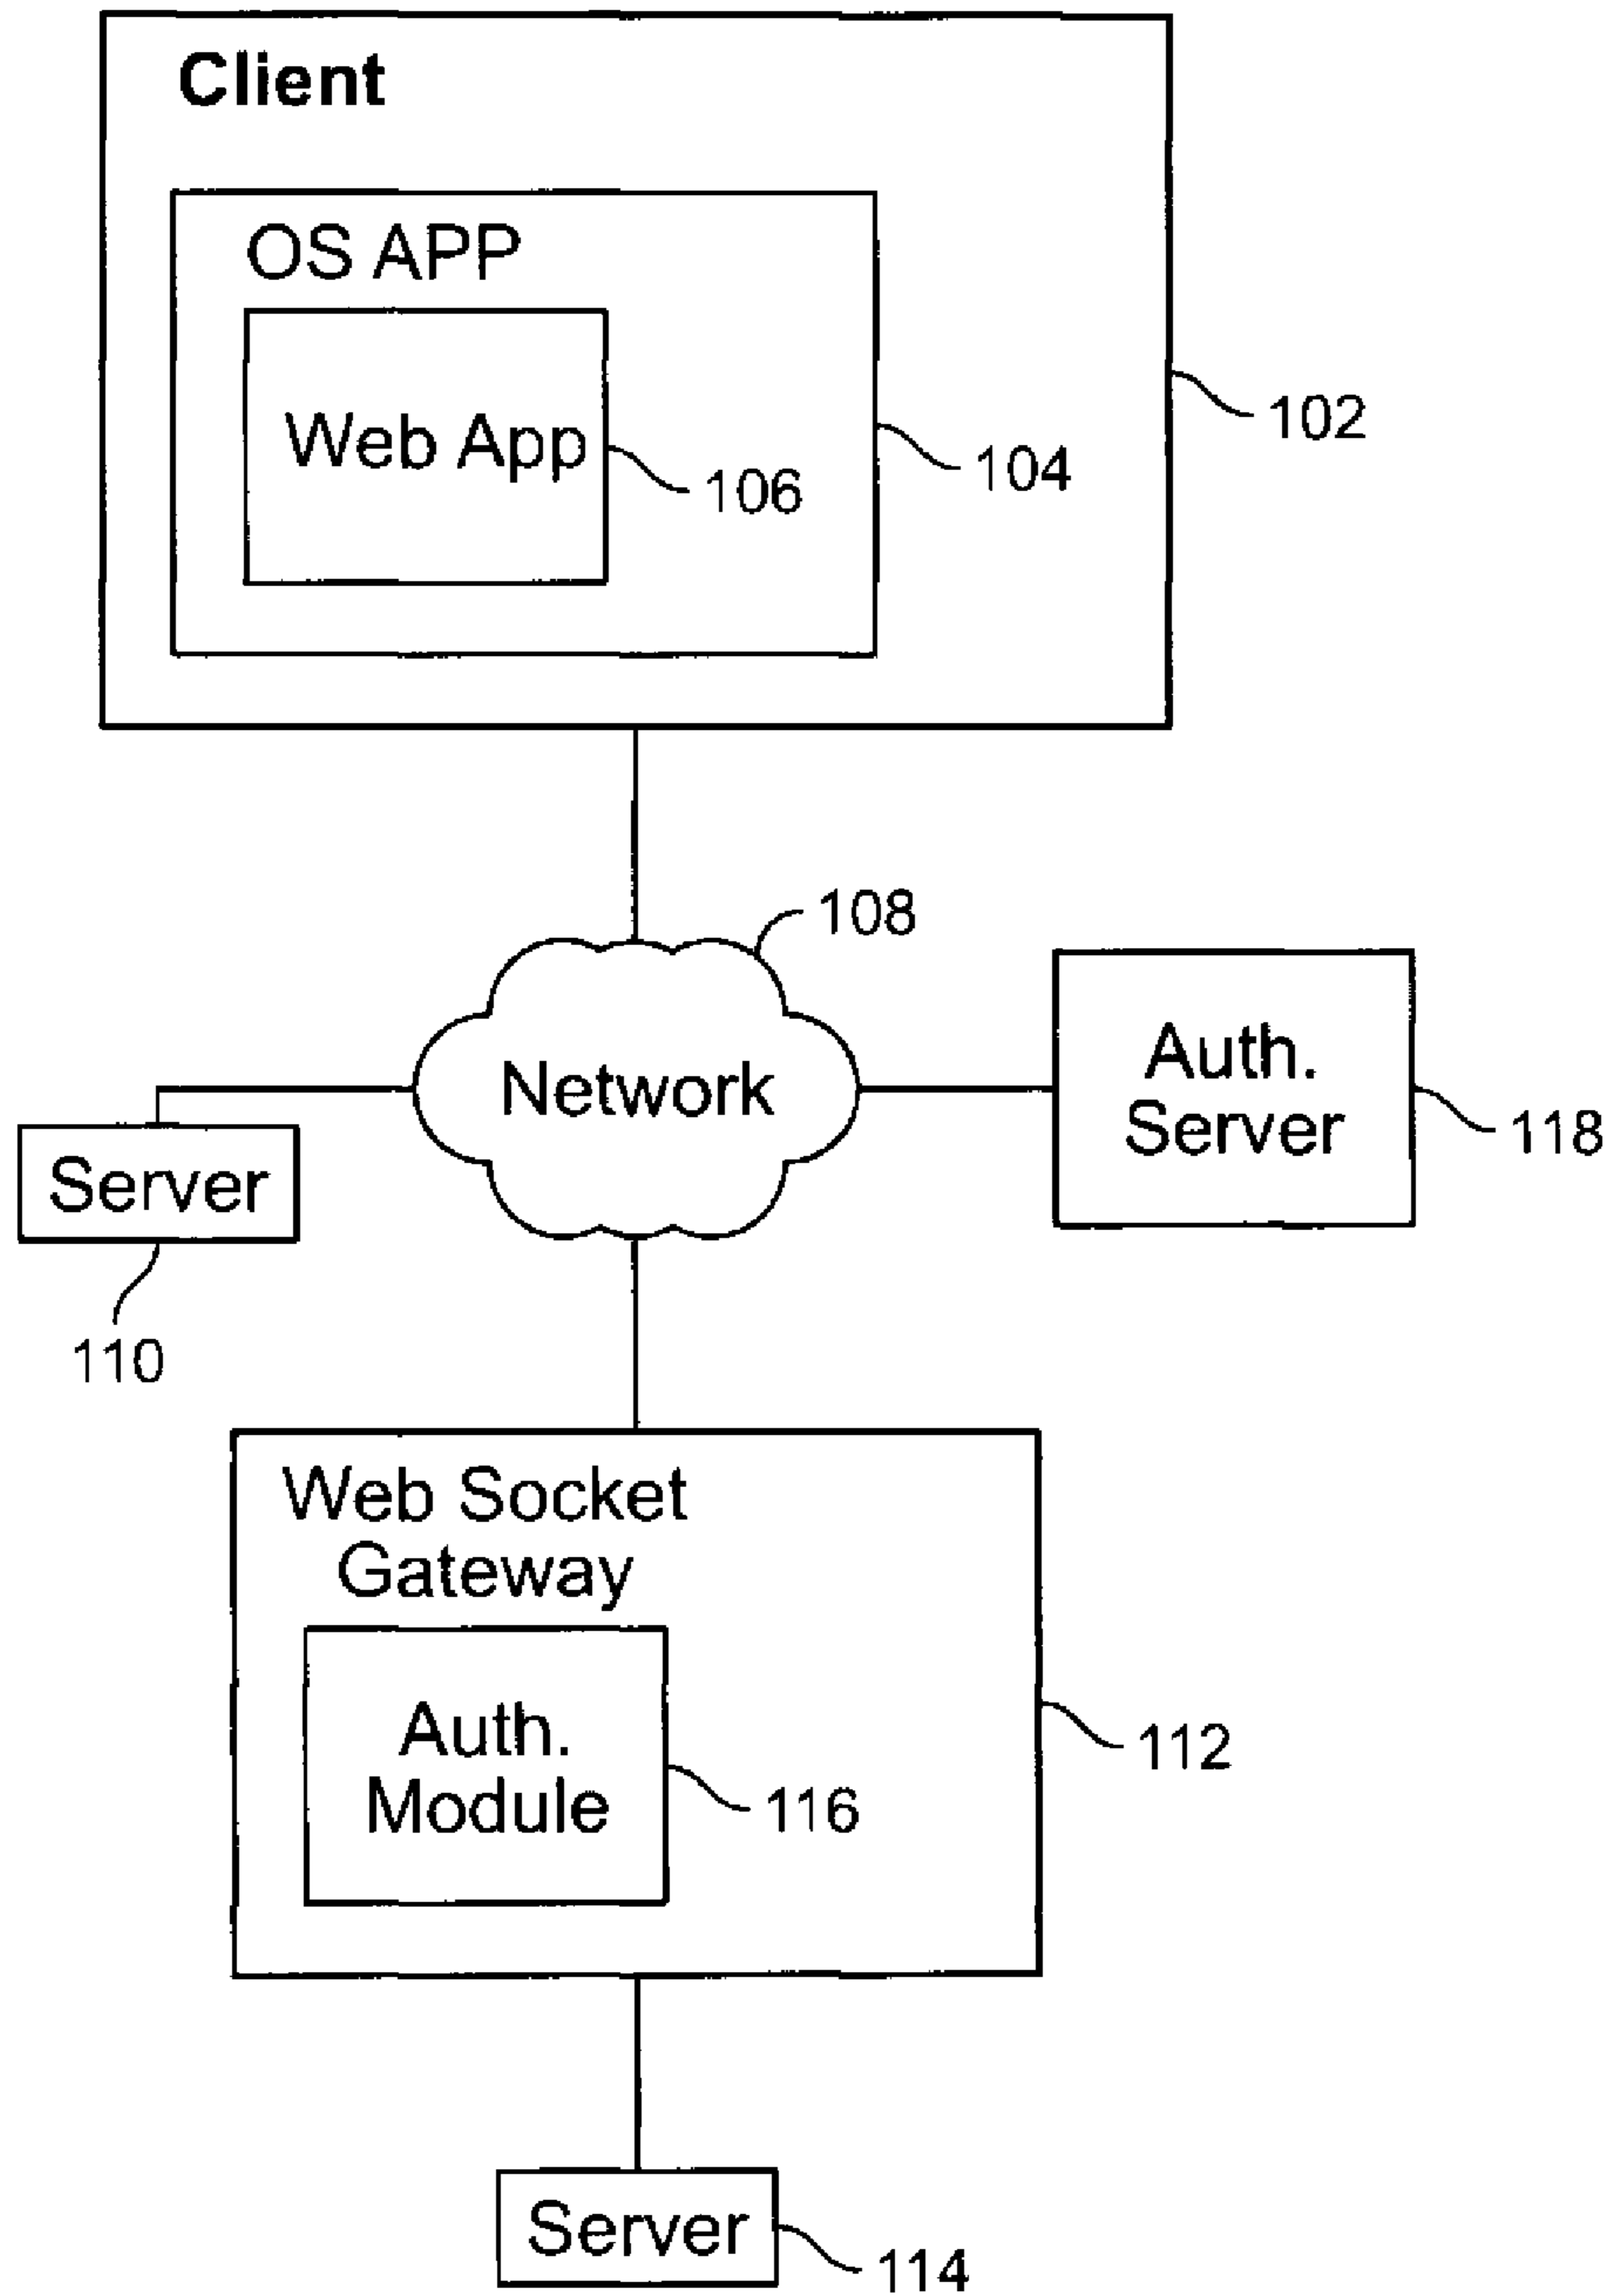 Client
OS APP
Web App
102
104
106
108
Network
Auth.
Server
118
Server
110
Web Socket
Gateway
Auth.
Module
112
116
Server
114